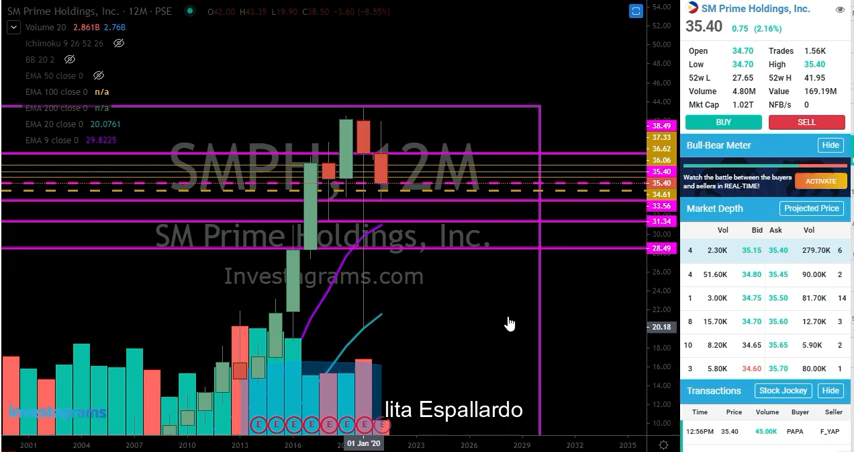 SM Prime Holdings, Inc. · 12M · PSE O42.00 H43.35 L19.90 C38.50 -3.60 (-8.55%)
Volume 20 2.861B 2.76B
Ichimoku 9 26 52 26
BB 20 2
EMA 50 close 0
EMA 100 close 0 n/a
EMA 200 close 0 n/a
EMA 20 close 0 20.0761
EMA 9 close 0 29.8225
SMPH, 12M
SM Prime Holdings, Inc.
Investagrams.com
lita Espallardo
investagrams
E E E E E E E E
2001 2004 2007 2010 2013 2016 01 Jan '20 2023 2026 2029 2032 2035
54.00
52.00
50.00
48.00
46.00
44.00
42.00
38.49
37.33
36.62
36.06
35.40
35.40
34.61
33.56
31.34
30.00
28.49
26.00
24.00
22.00
20.18
18.00
16.00
14.00
12.00
10.00
SM Prime Holdings, Inc.
35.40 0.75 (2.16%)
Open 34.70 Trades 1.56K
Low 34.70 High 35.40
52w L 27.65 52w H 41.95
Volume 4.80M Value 169.19M
Mkt Cap 1.02T NFB/s 0
BUY SELL
Bull-Bear Meter Hide
Watch the battle between the buyers
and sellers in REAL-TIME!
ACTIVATE
Market Depth Projected Price
Vol Bid Ask Vol
4 2.30K 35.15 35.40 279.70K 6
4 51.60K 34.80 35.45 90.00K 2
1 3.00K 34.75 35.50 81.70K 14
8 15.70K 34.70 35.60 12.70K 3
10 8.20K 34.65 35.65 5.90K 2
3 5.80K 34.60 35.70 80.00K 1
Transactions Stock Jockey Hide
Time Price Volume Buyer Seller
12:56PM 35.40 45.00K PAPA F_YAP